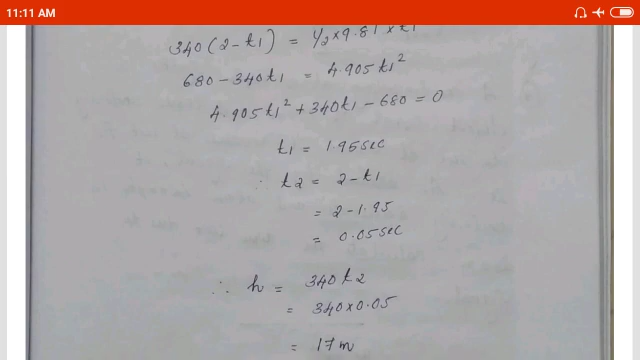 11:11 AM
340(2-t1) = 1/2×9.81×t1
680-340t1 = 4.905t1²
4.905t1²+340t1-680=0
t1 = 1.95sec
∴ t2 = 2-t1
= 2-1.95
= 0.05sec
∴ h = 340t2
= 340×0.05
= 17m